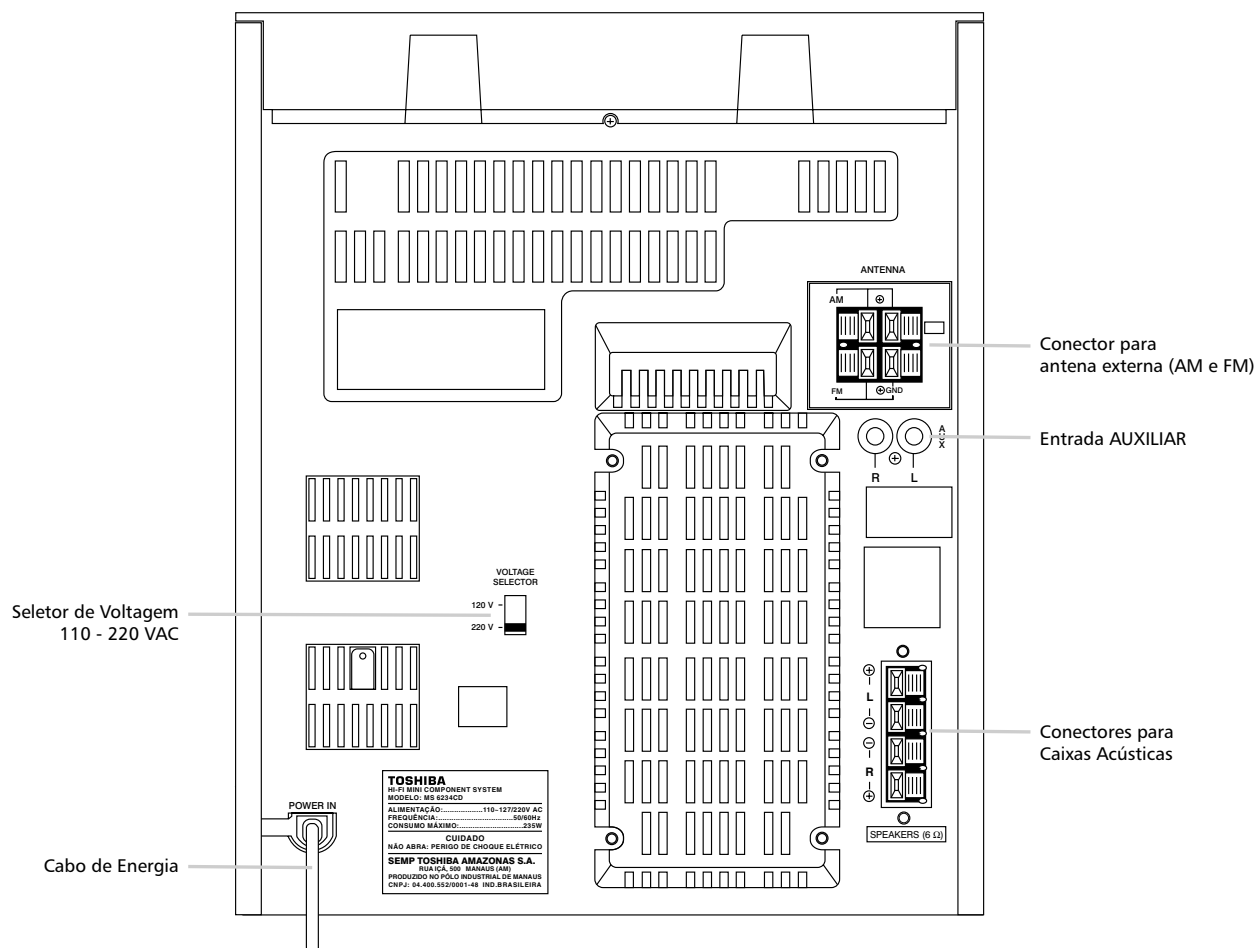 ANTENNA
AM
FM
GND
Conector para
antena externa (AM e FM)
AUX
Entrada AUXILIAR
R
L
VOLTAGE
SELECTOR
120 V
220 V
Seletor de Voltagem
110 - 220 VAC
+
L
-
-
R
+
Conectores para
Caixas Acústicas
SPEAKERS (6 Ω)
POWER IN
Cabo de Energia
TOSHIBA
HI-FI MINI COMPONENT SYSTEM
MODELO: MS 6234CD
ALIMENTAÇÃO:...................110–127/220V AC
FREQUÊNCIA:...........................50/60Hz
CONSUMO MÁXIMO:..........................235W
CUIDADO
NÃO ABRA: PERIGO DE CHOQUE ELÉTRICO
SEMP TOSHIBA AMAZONAS S.A.
RUA IÇÁ, 500 MANAUS (AM)
PRODUZIDO NO PÓLO INDUSTRIAL DE MANAUS
CNPJ: 04.400.552/0001-48 IND.BRASILEIRA